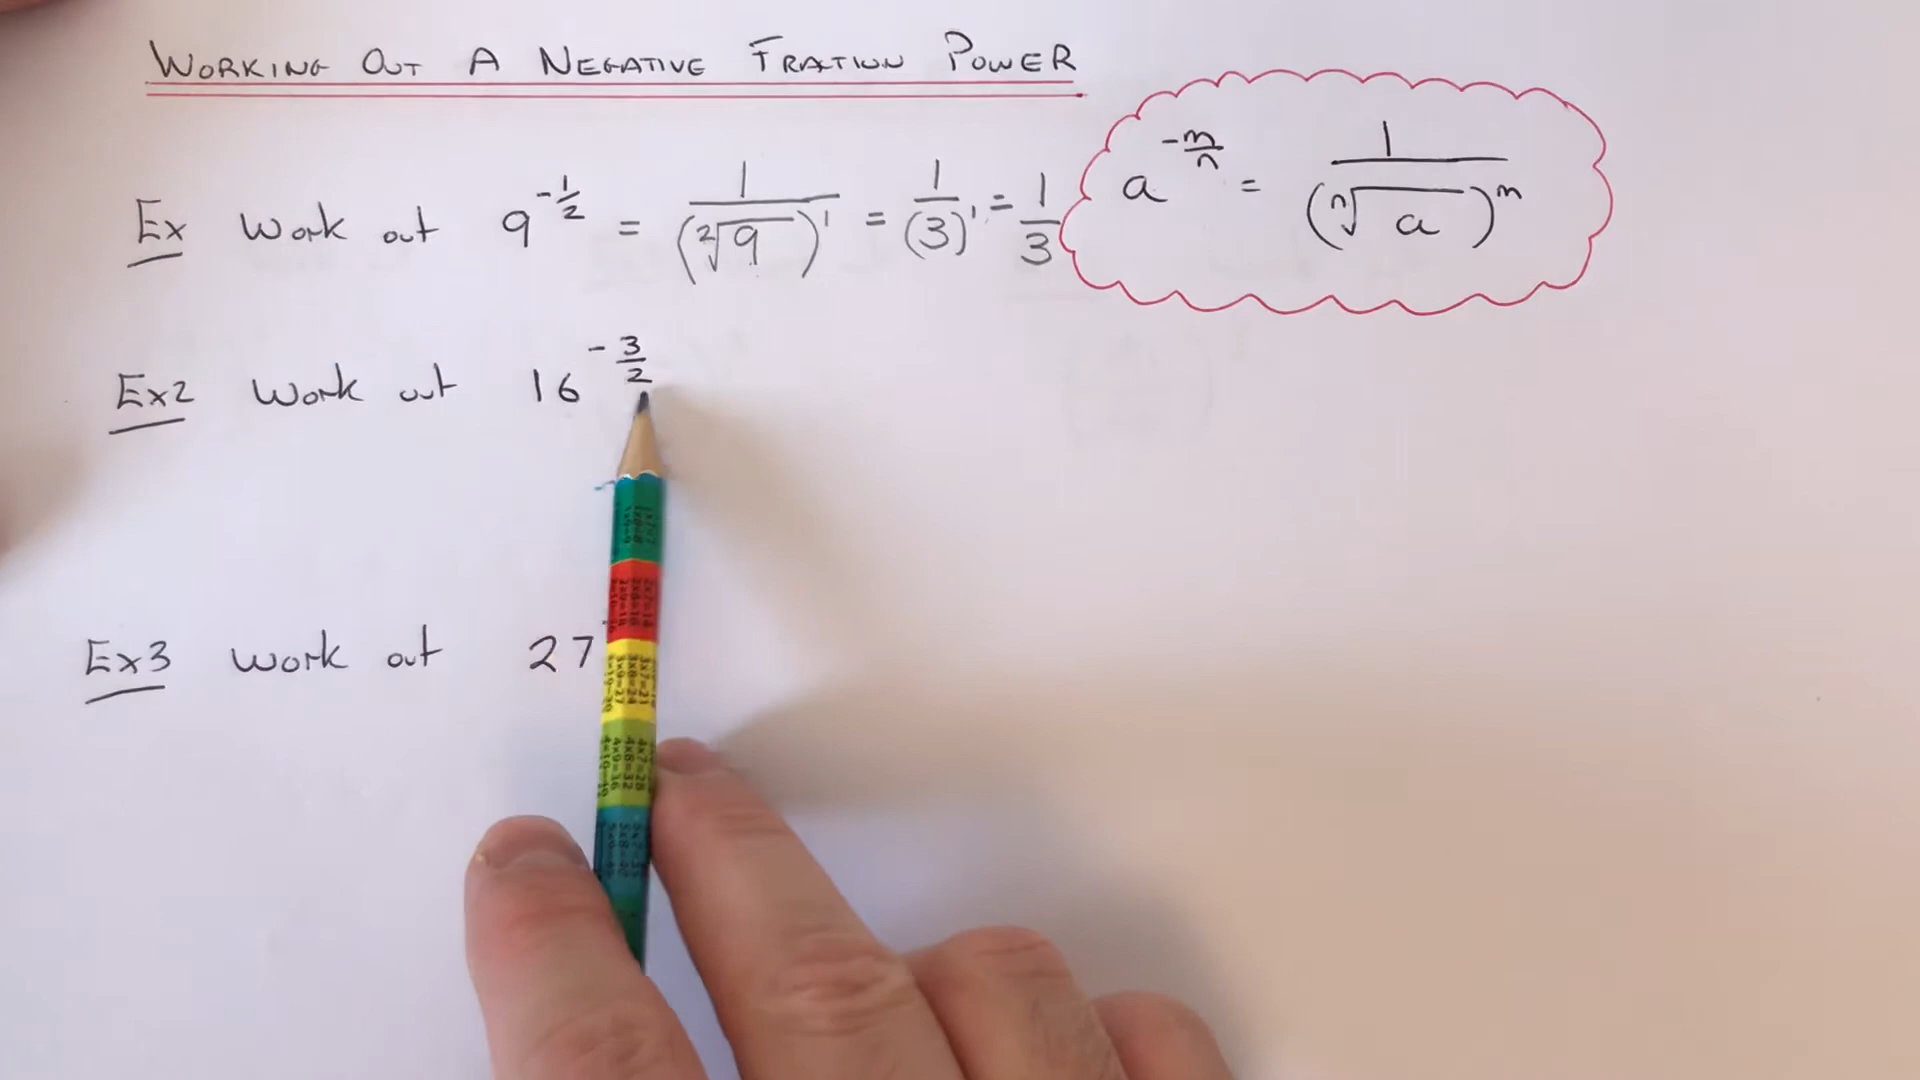 WORKING OUT A NEGATIVE FRACTION POWER
a^(-m/n) = 1/(ⁿ√a)^m
Ex Work out 9^(-1/2) = 1/(²√9)^1 = 1/(3)^1 = 1/3
Ex2 Work out 16^(-3/2)
Ex3 Work out 27